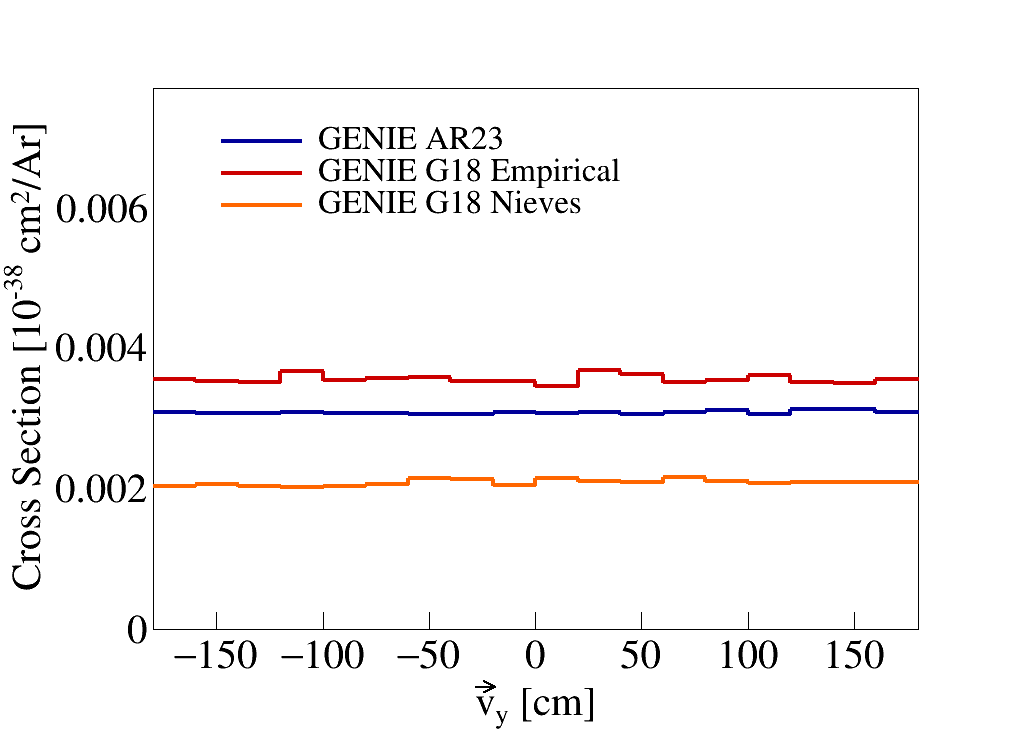 GENIE AR23
GENIE G18 Empirical
GENIE G18 Nieves
Cross Section [10⁻³⁸ cm²/Ar]
0.006
0.004
0.002
0
−150 −100 −50 0 50 100 150
v⃗y [cm]